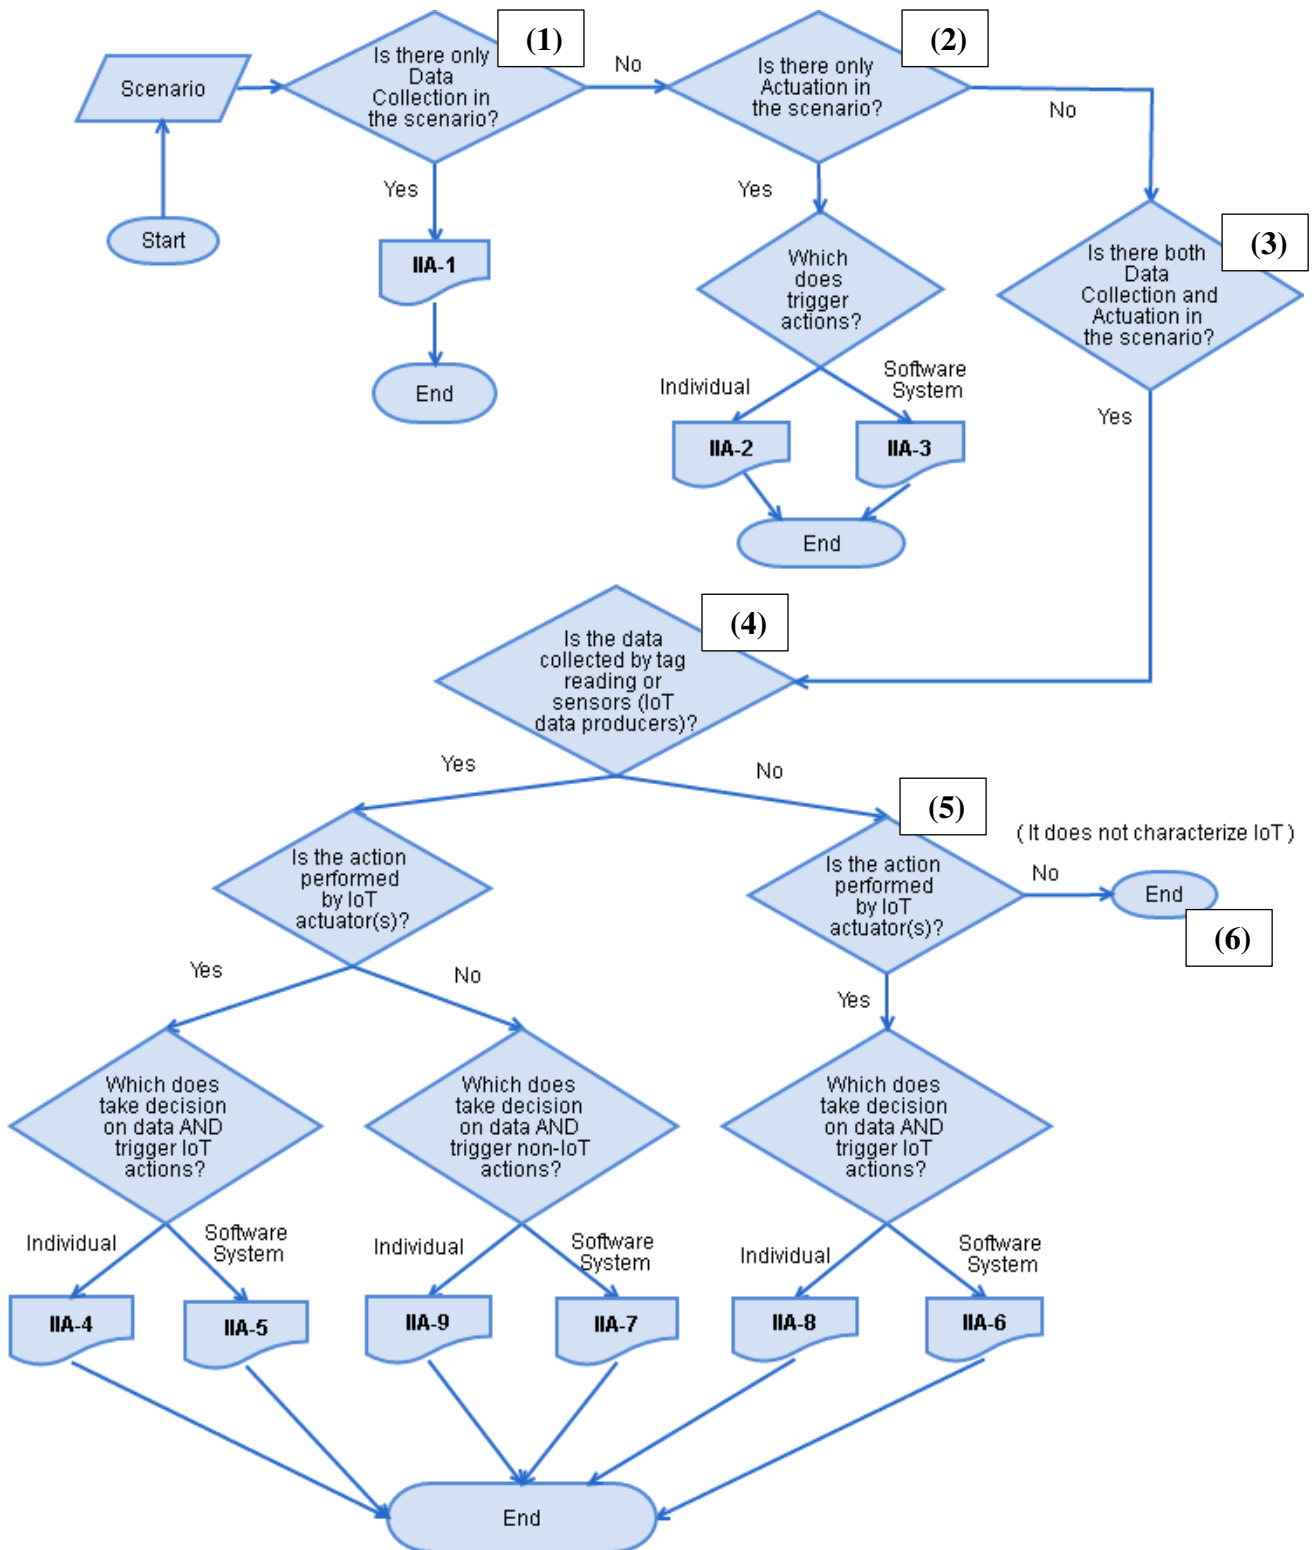 (1)
(2)
Is there only
Data
Collection in
the scenario?
No
Is there only
Actuation in
the scenario?
Scenario
No
Yes
Yes
Start
(3)
IIA-1
Which
does
trigger
actions?
Is there both
Data
Collection and
Actuation in
the scenario?
End
Individual
Software
System
Yes
IIA-2
IIA-3
End
(4)
Is the data
collected by tag
reading or
sensors (IoT
data producers)?
Yes
No
(5)
( It does not characterize IoT )
Is the action
performed
by IoT
actuator(s)?
Is the action
performed
by IoT
actuator(s)?
No
End
(6)
Yes
No
Yes
Which does
take decision
on data AND
trigger IoT
actions?
Which does
take decision
on data AND
trigger non-IoT
actions?
Which does
take decision
on data AND
trigger IoT
actions?
Individual
Software
System
Individual
Software
System
Individual
Software
System
IIA-4
IIA-5
IIA-9
IIA-7
IIA-8
IIA-6
End